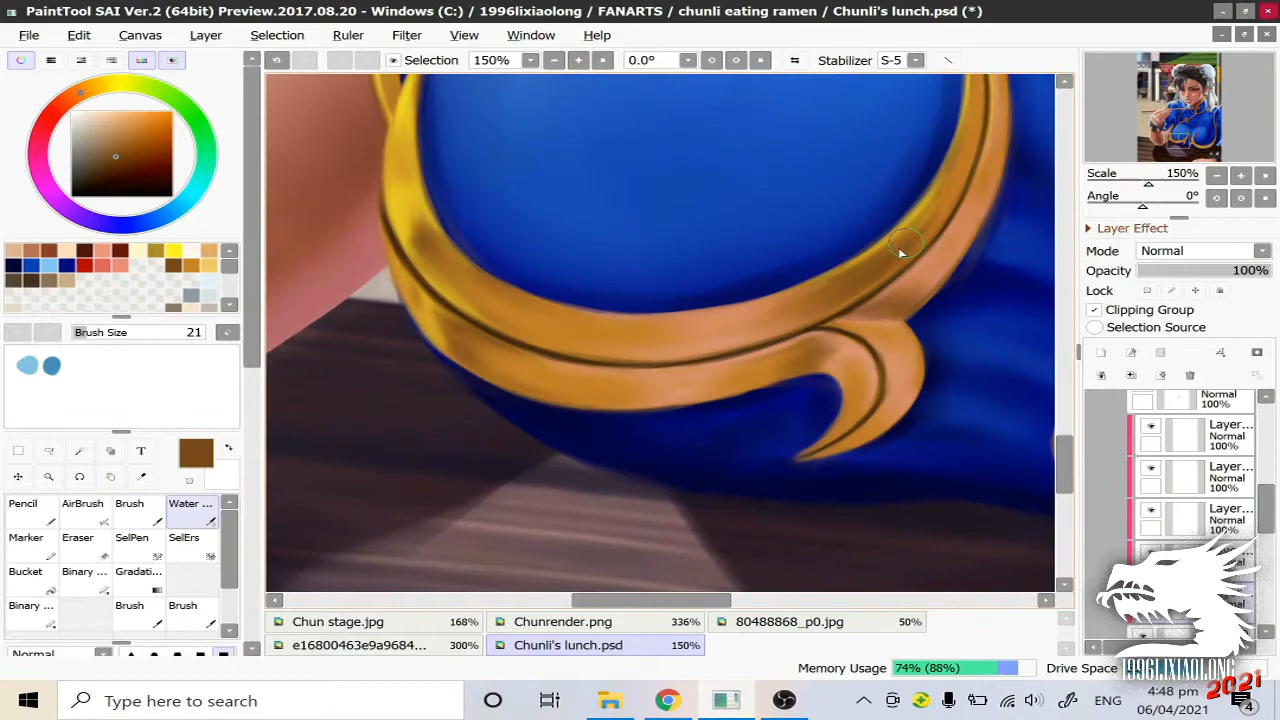 PaintTool SAI Ver.2 (64bit) Preview.2017.08.20 - Windows (C:) / 1996lixiaolong / FANARTS / chunli eating ramen / Chunli's lunch.psd (*)
File Edit Canvas Layer Selection Ruler Filter View Window Help
Selection 150% 0.0° Stabilizer S-5
Scale 150%
Angle 0°
Layer Effect
Mode Normal
Opacity 100%
Lock
Clipping Group
Selection Source
Brush Size 21
Normal
100%
Layer...
Normal
100%
Layer...
Normal
100%
Layer...
Normal
100%
T
Pencil AirBrush Brush Water ...
Marker Eraser SelPen SelErs
Bucket Binary ... Gradati...
Binary ... Brush Brush
Normal
Chun stage.jpg 168% Chunrender.png 336% 80488868_p0.jpg 50%
e16800463e9a9684... 300% Chunli's lunch.psd 150%
Memory Usage 74% (88%) Drive Space
1996LIXIAOLONG
2021
Type here to search
ENG
4:48 pm
06/04/2021
4